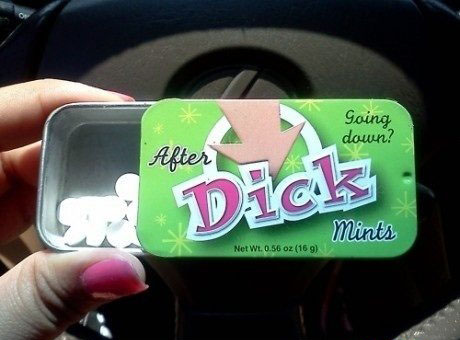 Going
down?
After
Dick
Mints
Net Wt. 0.56 oz (16 g)